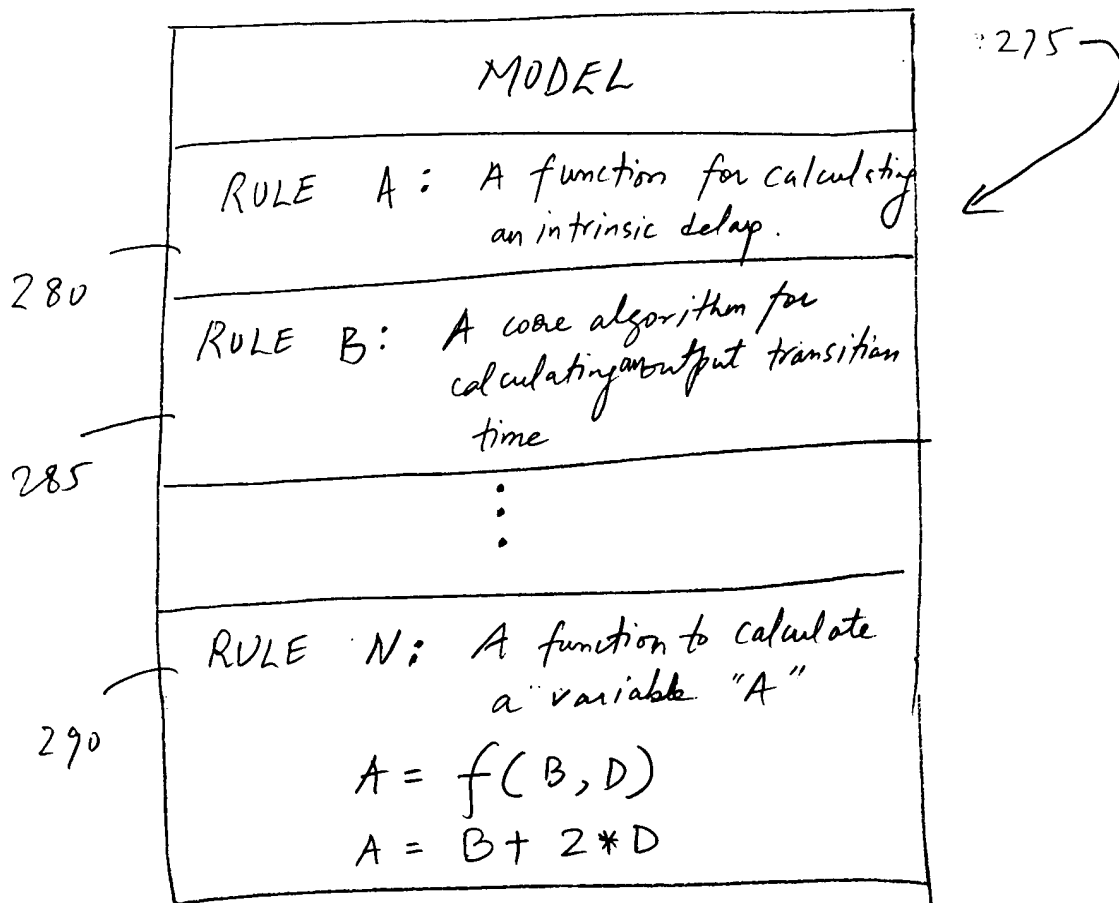 MODEL
275
RULE A: A function for calculating
an intrinsic delay.
280
RULE B: A core algorithm for
calculating an output transition
time
285
RULE N: A function to calculate
a variable "A"
290
A = f(B, D)
A = B + 2 * D